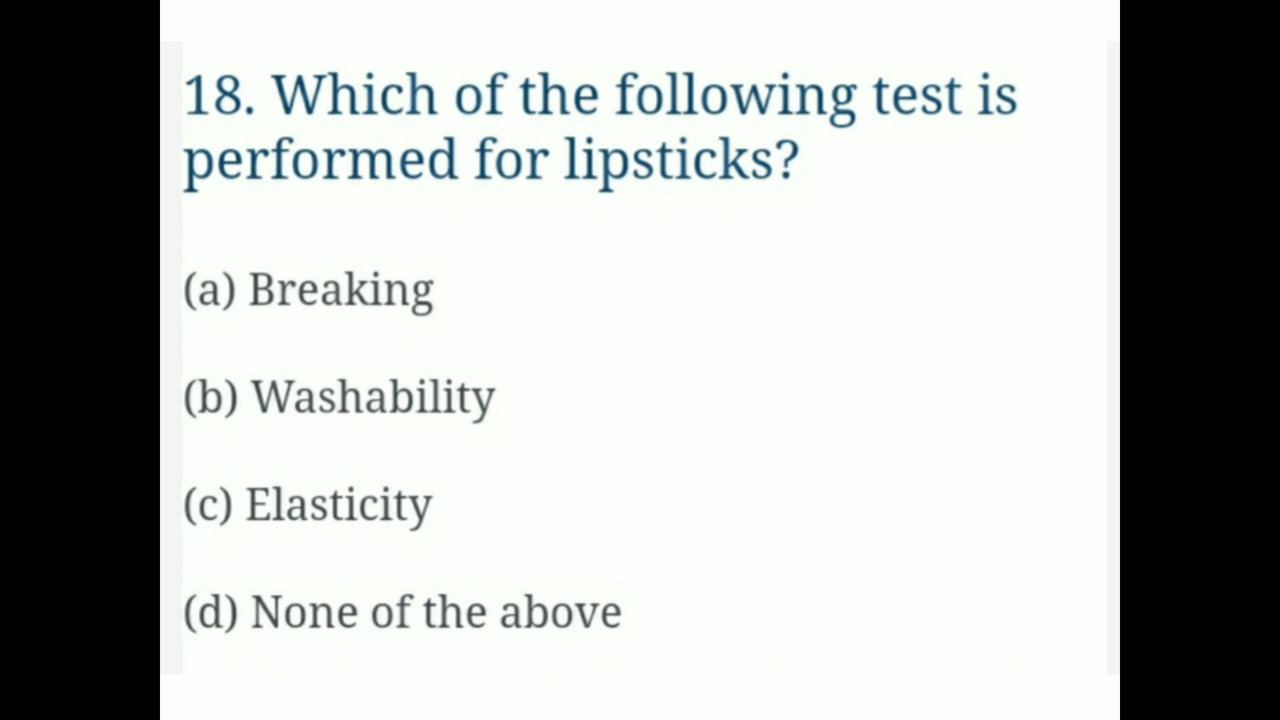 18. Which of the following test is
performed for lipsticks?
(a) Breaking
(b) Washability
(c) Elasticity
(d) None of the above